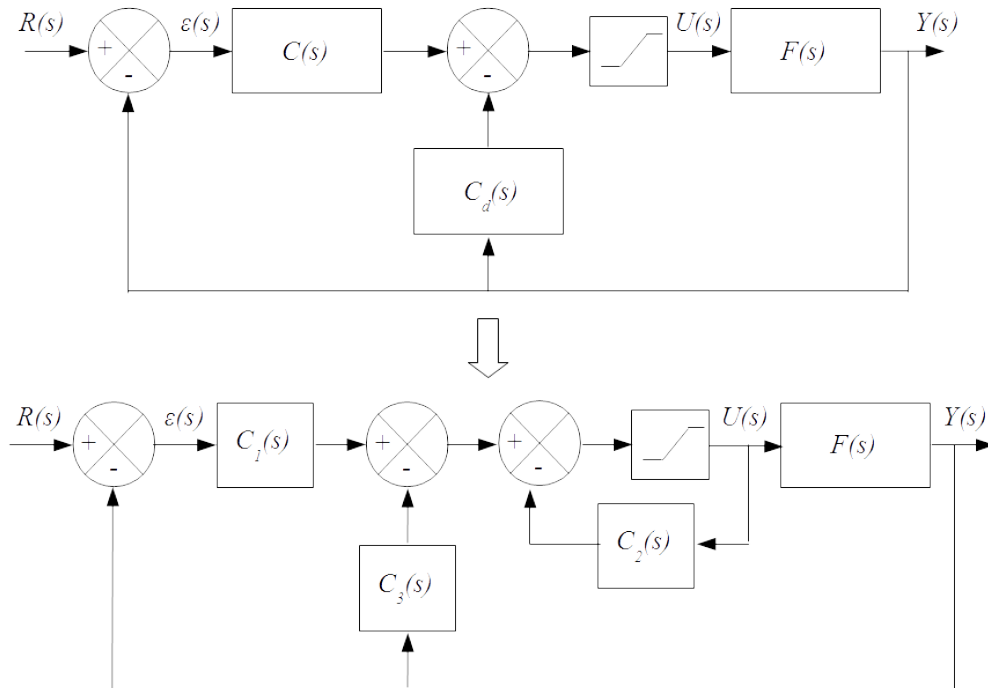 R(s) ε(s) C(s) U(s) F(s) Y(s)
+ - + -
C_d(s)
R(s) ε(s) C_1(s) U(s) F(s) Y(s)
+ - + - + -
C_2(s)
C_3(s)